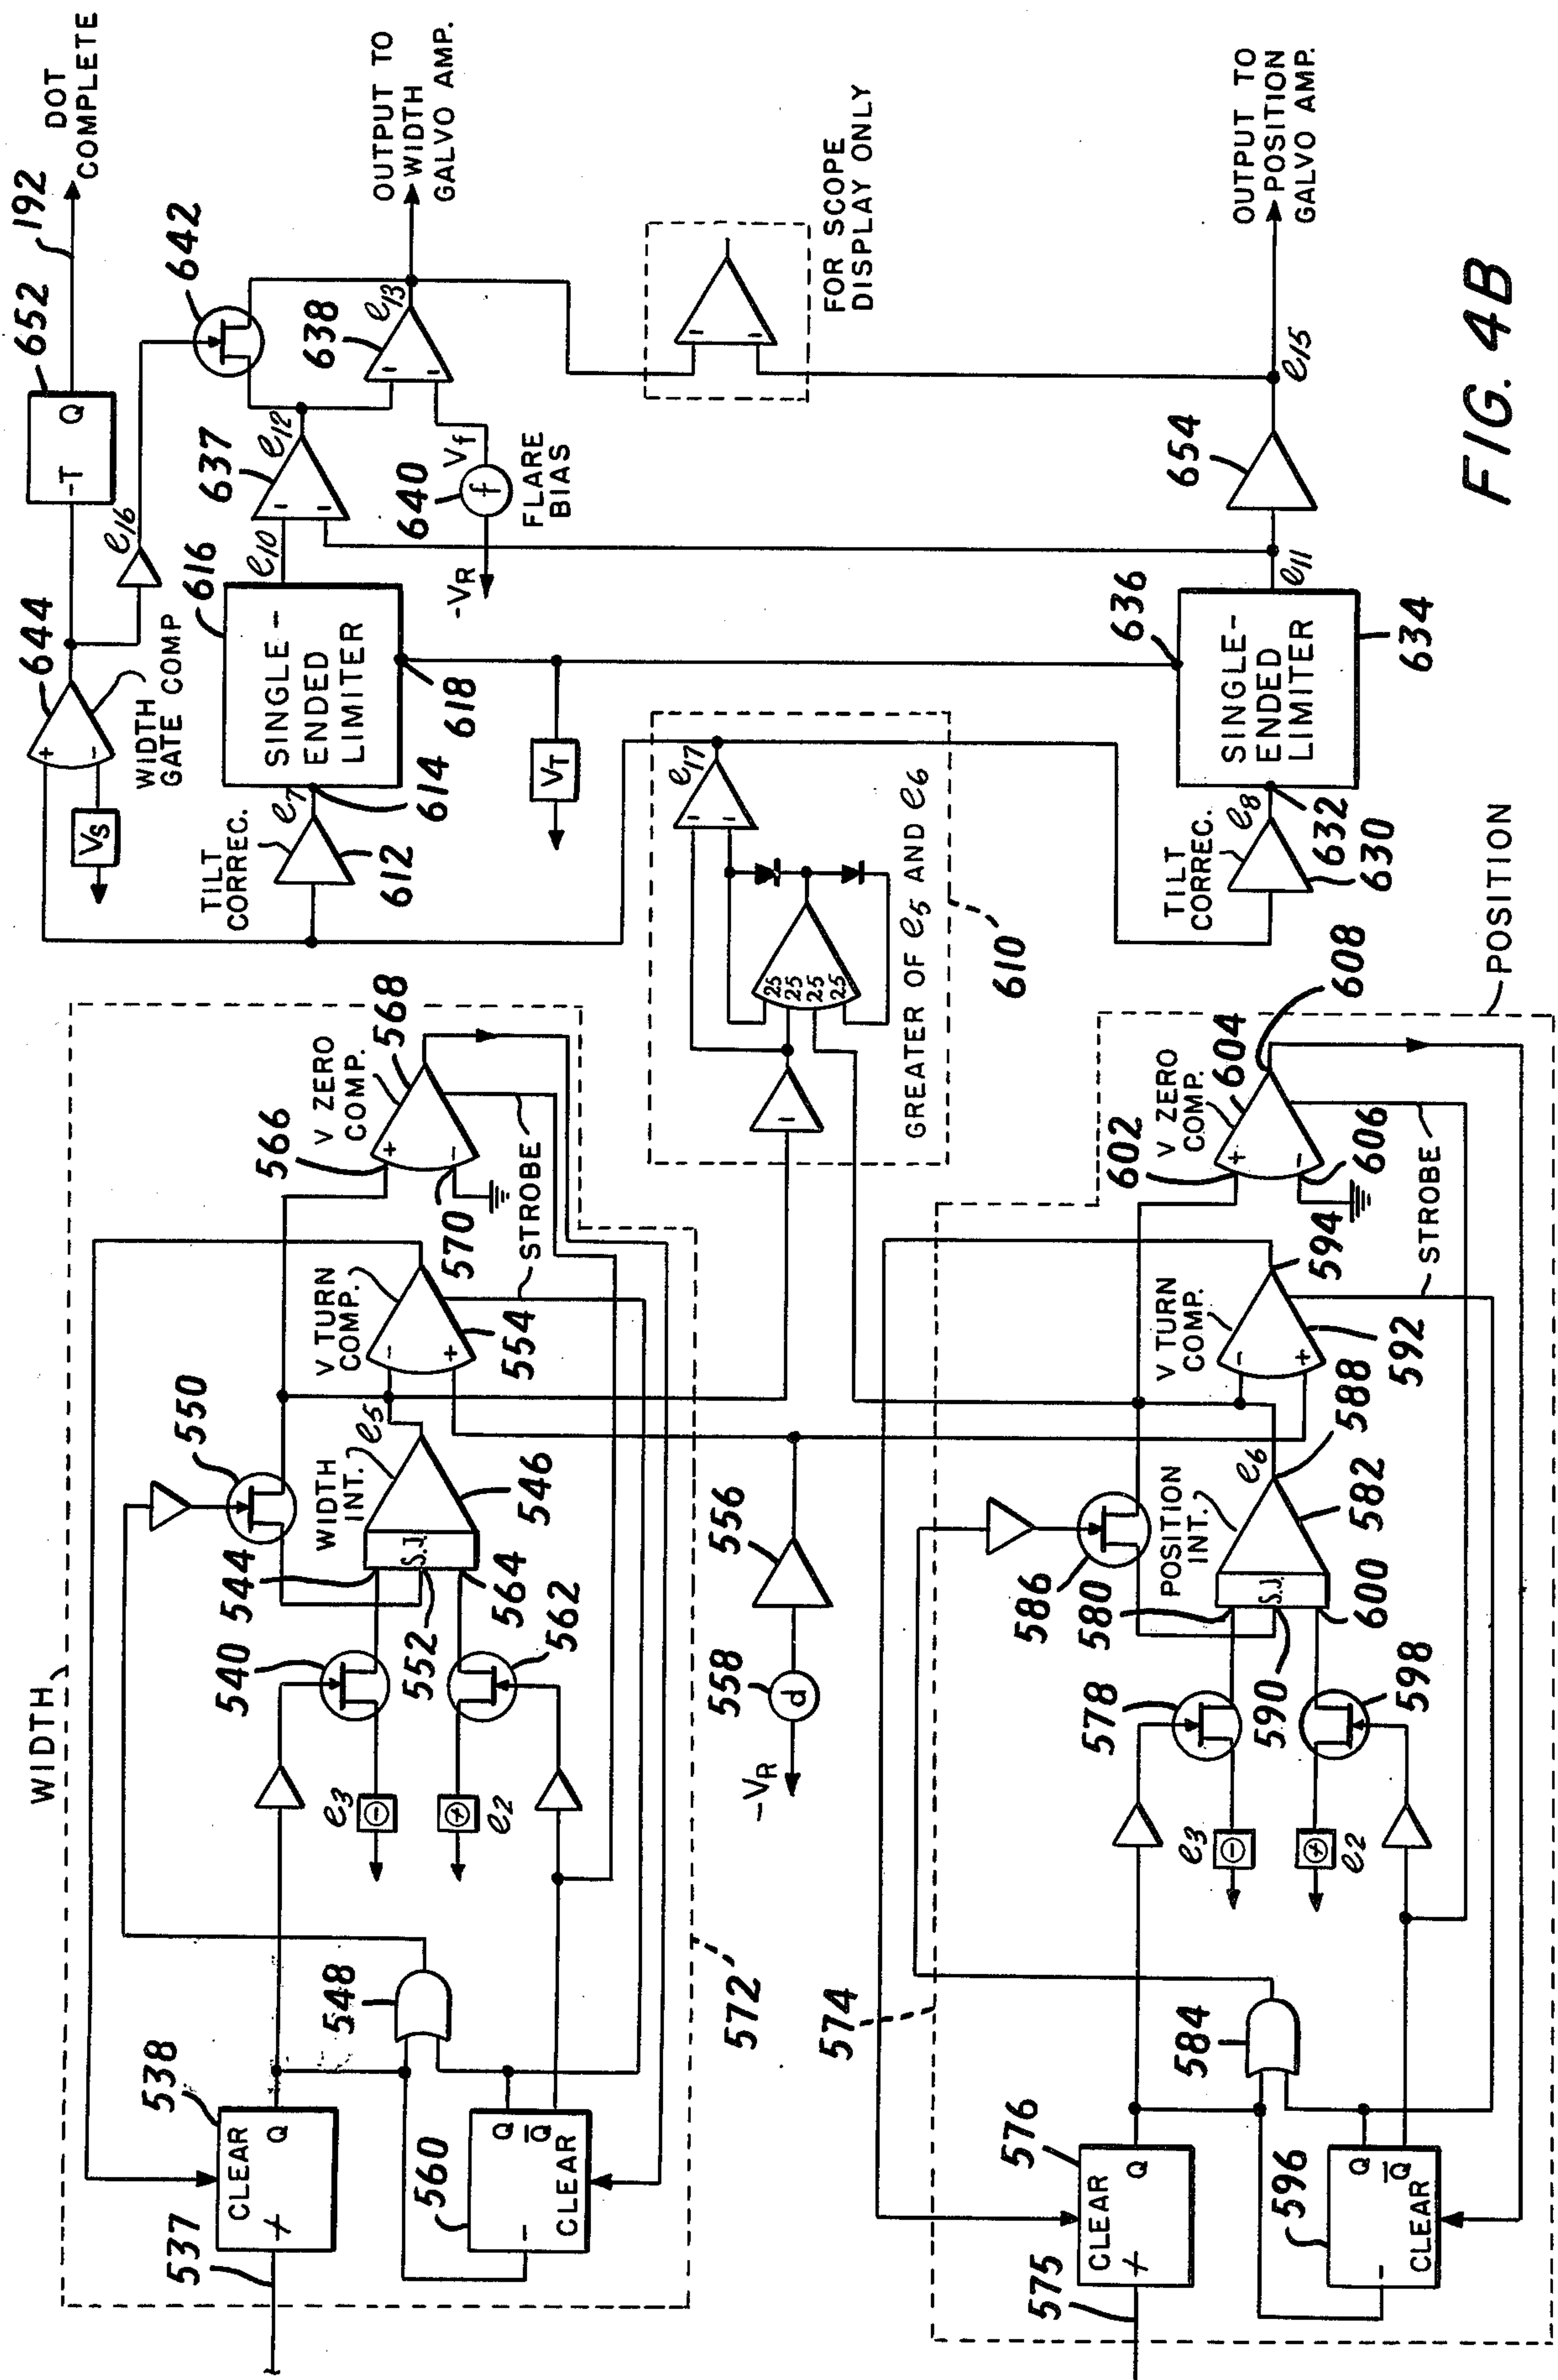 WIDTH
537
538
CLEAR
Q
560
Q
Q
CLEAR
-
548
572'
540
544
550
e3
-
+
e2
552
S.J.
564
562
WIDTH
INT.
e5
546
V TURN
COMP.
-
+
554
566
V ZERO
COMP.
568
+
-
570
STROBE
558
d
-VR
556
574
575
576
CLEAR
Q
596
Q
Q
CLEAR
-
584
578
580
586
e3
-
+
e2
590
S.J.
600
598
POSITION
INT.
e6
582
588
V TURN
COMP.
-
+
592
594
602
V ZERO
COMP.
604
+
-
606
608
STROBE
POSITION
25
25
25
25
e17
GREATER OF e5 AND e6
610
644
+
-
VS
WIDTH
GATE COMP
TILT
CORREC.
e7
612
614
616
SINGLE-
ENDED
LIMITER
618
VT
TILT
CORREC.
e8
632
630
636
SINGLE-
ENDED
LIMITER
634
e10
e11
e16
637
-
-
e12
640
Vf
f
-VR
FLARE
BIAS
638
-
-
e13
642
652
-T
Q
192
DOT
COMPLETE
OUTPUT TO
WIDTH
GALVO AMP.
-
-
FOR SCOPE
DISPLAY ONLY
654
e15
OUTPUT TO
POSITION
GALVO AMP.
FIG. 4B